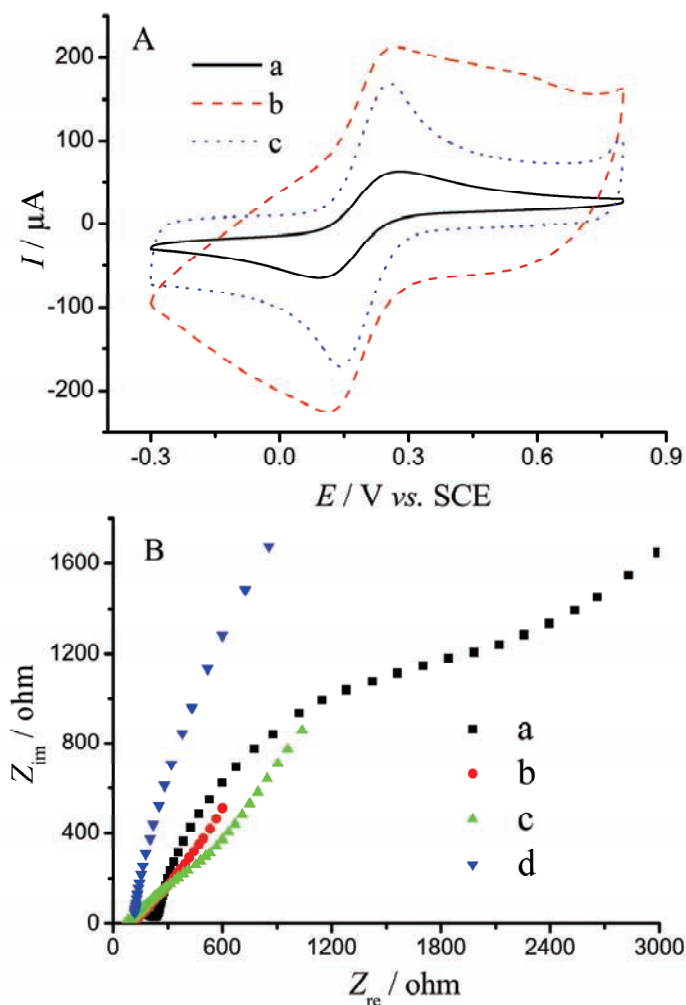 A
a
b
c
200
100
0
-100
-200
I / μA
-0.3 0.0 0.3 0.6 0.9
E / V vs. SCE
B
1600
1200
800
400
0
Z_im / ohm
a
b
c
d
0 600 1200 1800 2400 3000
Z_re / ohm